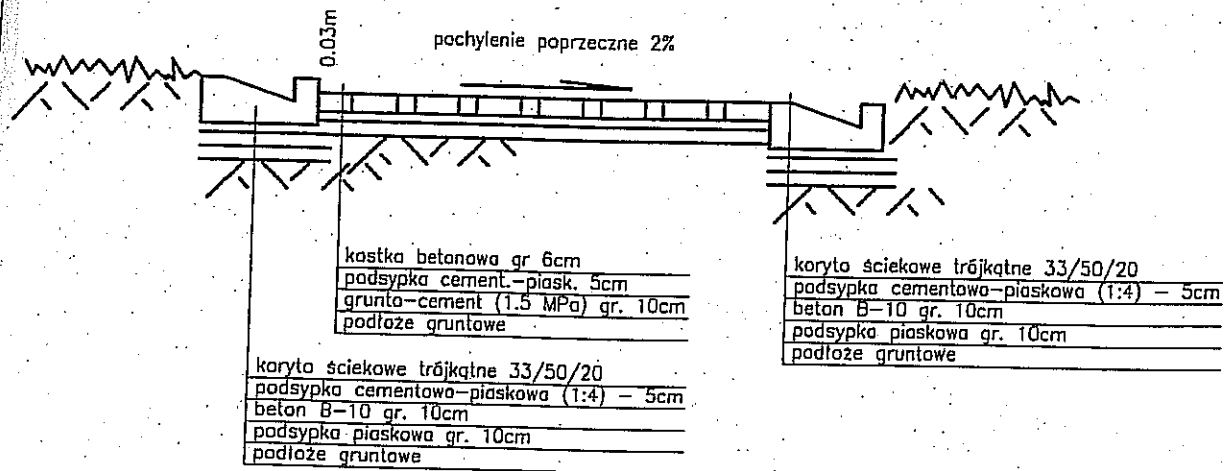 0.03m
pochylenie poprzeczne 2%
kostka betonowa gr 6cm
podsypka cement.-piask. 5cm
grunto-cement (1.5 MPa) gr. 10cm
podłoże gruntowe
koryto ściekowe trójkątne 33/50/20
podsypka cementowo-piaskowa (1:4) – 5cm
beton B-10 gr. 10cm
podsypka piaskowa gr. 10cm
podłoże gruntowe
koryto ściekowe trójkątne 33/50/20
podsypka cementowo-piaskowa (1:4) – 5cm
beton B-10 gr. 10cm
podsypka piaskowa gr. 10cm
podłoże gruntowe